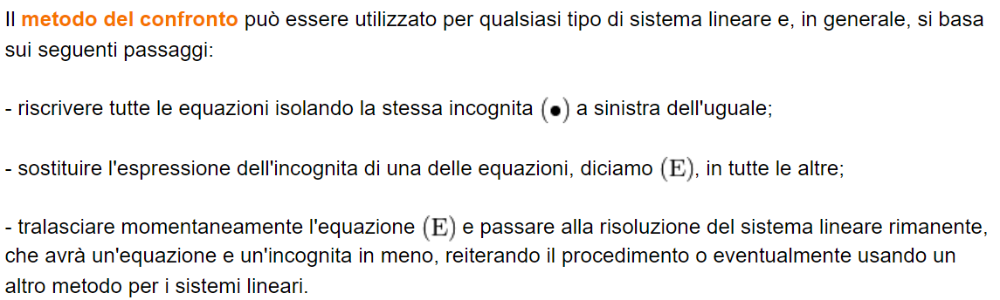 Il metodo del confronto può essere utilizzato per qualsiasi tipo di sistema lineare e, in generale, si basa
sui seguenti passaggi:
- riscrivere tutte le equazioni isolando la stessa incognita (•) a sinistra dell'uguale;
- sostituire l'espressione dell'incognita di una delle equazioni, diciamo (E), in tutte le altre;
- tralasciare momentaneamente l'equazione (E) e passare alla risoluzione del sistema lineare rimanente,
che avrà un'equazione e un'incognita in meno, reiterando il procedimento o eventualmente usando un
altro metodo per i sistemi lineari.